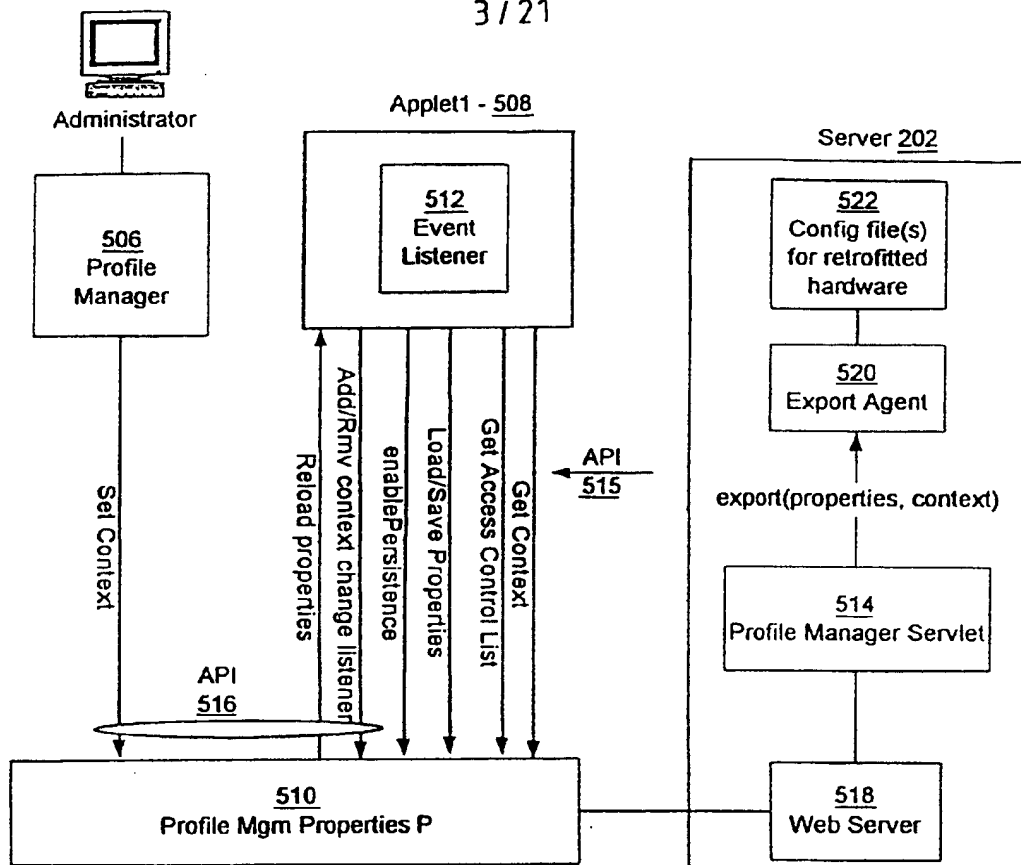 3 / 21
Administrator
Applet1 - 508
Server 202
506
Profile
Manager
512
Event
Listener
522
Config file(s)
for retrofitted
hardware
520
Export Agent
Set Context
Reload properties
Add/Rmv context change listener
enablePersistence
Load/Save Properties
Get Access Control List
Get Context
API
515
export(properties, context)
514
Profile Manager Servlet
API
516
510
Profile Mgm Properties P
518
Web Server